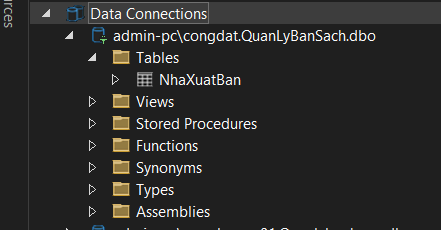 Data Connections
admin-pc\congdat.QuanLyBanSach.dbo
Tables
NhaXuatBan
Views
Stored Procedures
Functions
Synonyms
Types
Assemblies